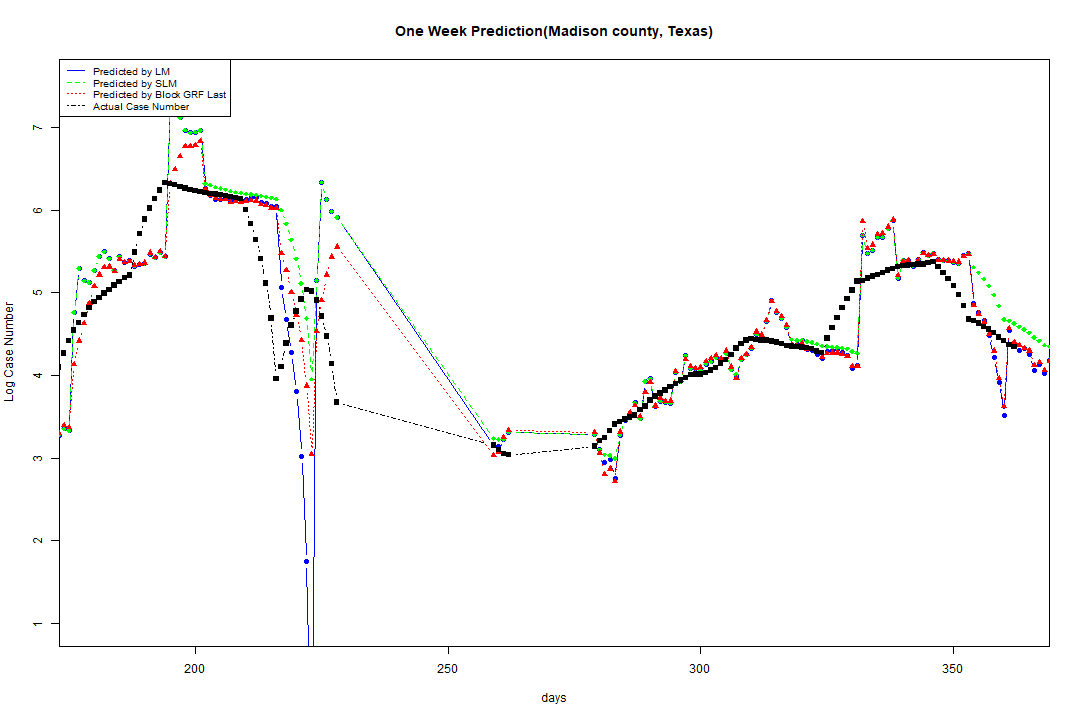 One Week Prediction(Madison county, Texas)
Predicted by LM
Predicted by SLM
Predicted by Block GRF Last
Actual Case Number
7
6
5
4
3
2
1
Log Case Number
200 250 300 350
days